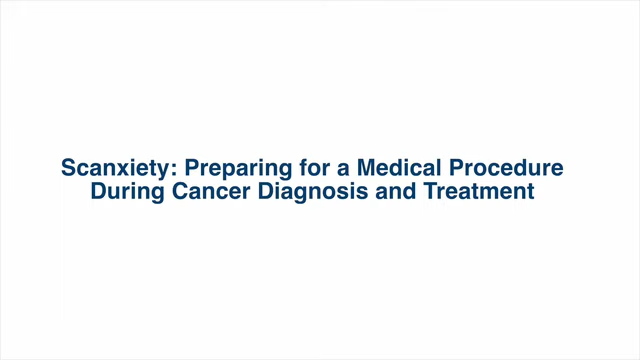 Scanxiety: Preparing for a Medical Procedure
During Cancer Diagnosis and Treatment